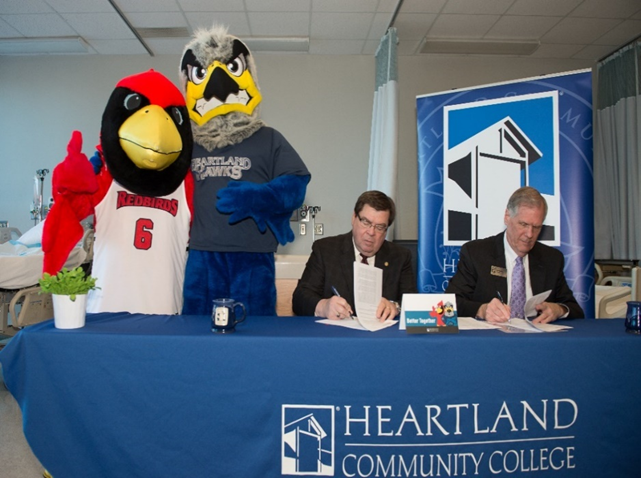 HEARTLAND
HAWKS
REDBIRDS
6
Better Together
HEARTLAND
COMMUNITY COLLEGE